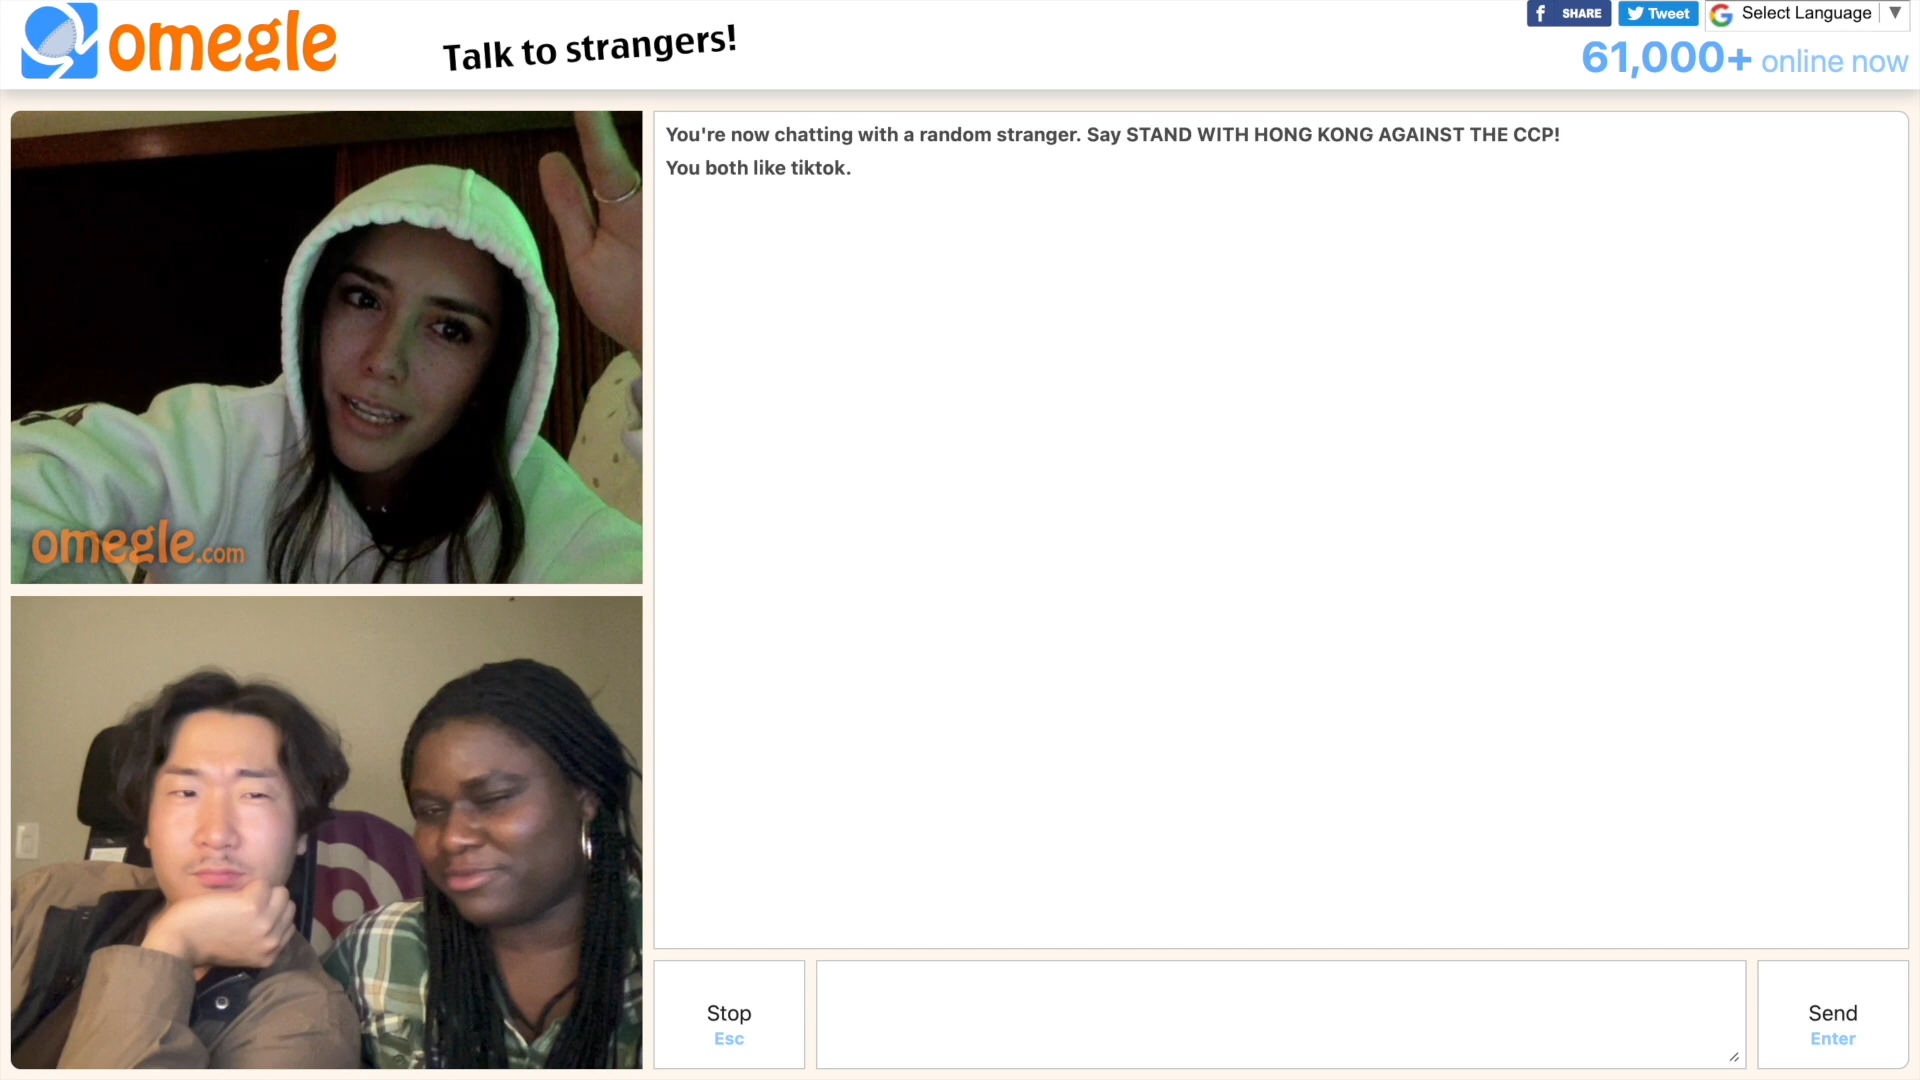 omegle
Talk to strangers!
f SHARE
Tweet
G Select Language ▼
61,000+ online now
You're now chatting with a random stranger. Say STAND WITH HONG KONG AGAINST THE CCP!
You both like tiktok.
omegle.com
Stop
Esc
Send
Enter